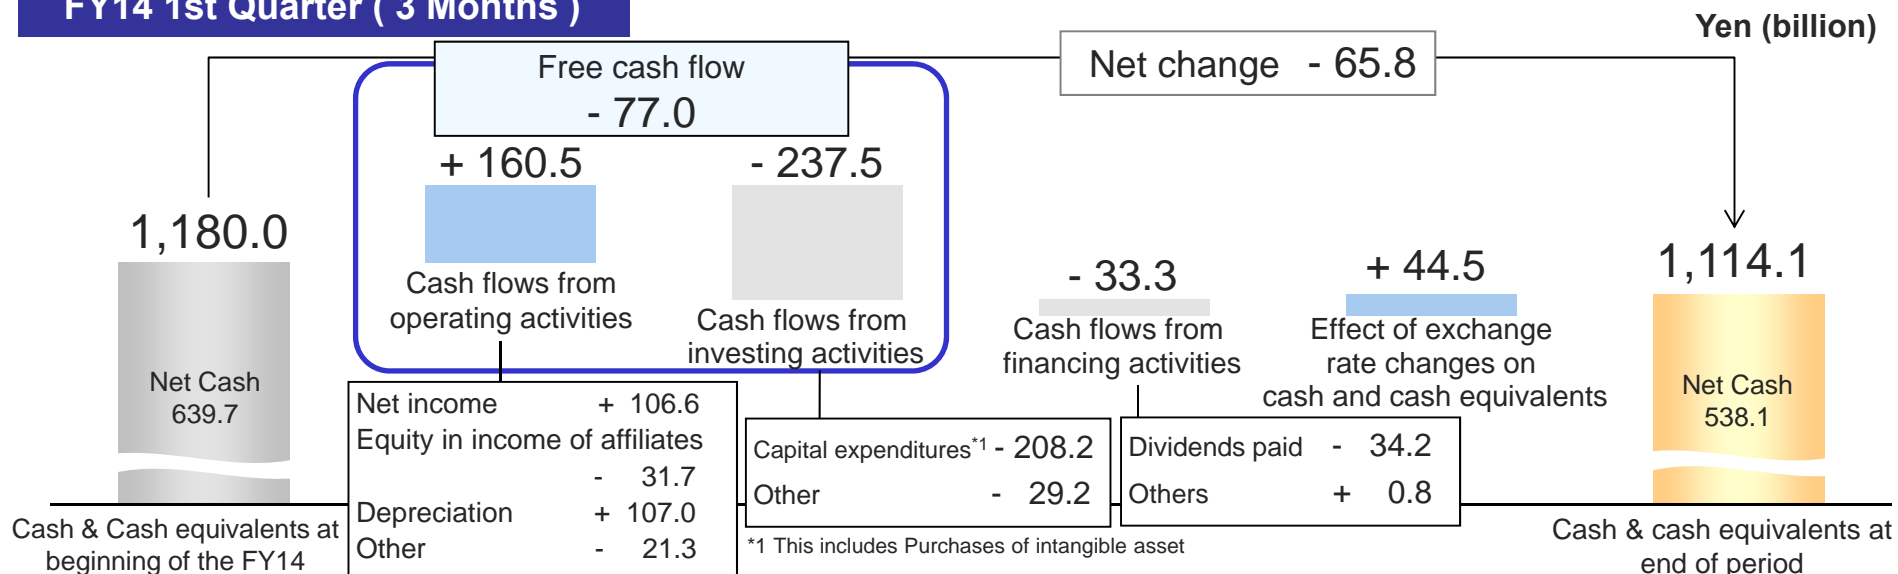 FY14 1st Quarter ( 3 Months )
Yen (billion)
Free cash flow
- 77.0
Net change - 65.8
+ 160.5
- 237.5
1,180.0
1,114.1
- 33.3
+ 44.5
Cash flows from
operating activities
Cash flows from
investing activities
Cash flows from
financing activities
Effect of exchange
rate changes on
cash and cash equivalents
Net Cash
639.7
Net Cash
538.1
Net income + 106.6
Equity in income of affiliates
- 31.7
Depreciation + 107.0
Other - 21.3
Capital expenditures*1 - 208.2
Other - 29.2
Dividends paid - 34.2
Others + 0.8
*1 This includes Purchases of intangible asset
Cash & Cash equivalents at
beginning of the FY14
Cash & cash equivalents at
end of period